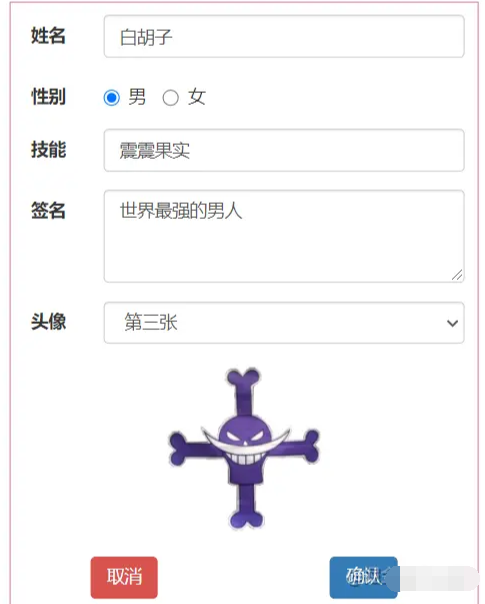 姓名 白胡子
性别 男 女
技能 震震果实
签名 世界最强的男人
头像 第三张
取消 确认